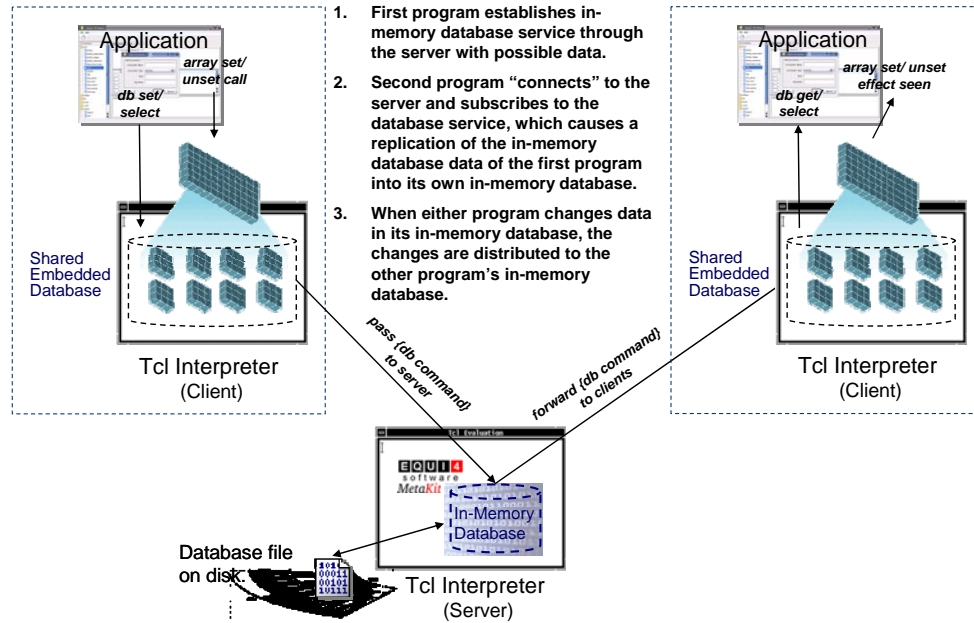 Application
array set/
unset call
db set/
select
Shared
Embedded
Database
Tcl Interpreter
(Client)
1. First program establishes in-
memory database service through
the server with possible data.
2. Second program “connects” to the
server and subscribes to the
database service, which causes a
replication of the in-memory
database data of the first program
into its own in-memory database.
3. When either program changes data
in its in-memory database, the
changes are distributed to the
other program’s in-memory
database.
Application
array set/ unset
effect seen
db get/
select
Shared
Embedded
Database
Tcl Interpreter
(Client)
pass {db command}
to server
forward {db command}
to clients
Tcl Evaluation
EQUI4
software
MetaKit
In-Memory
Database
Database file
on disk.
00011
00101
10111
Tcl Interpreter
(Server)